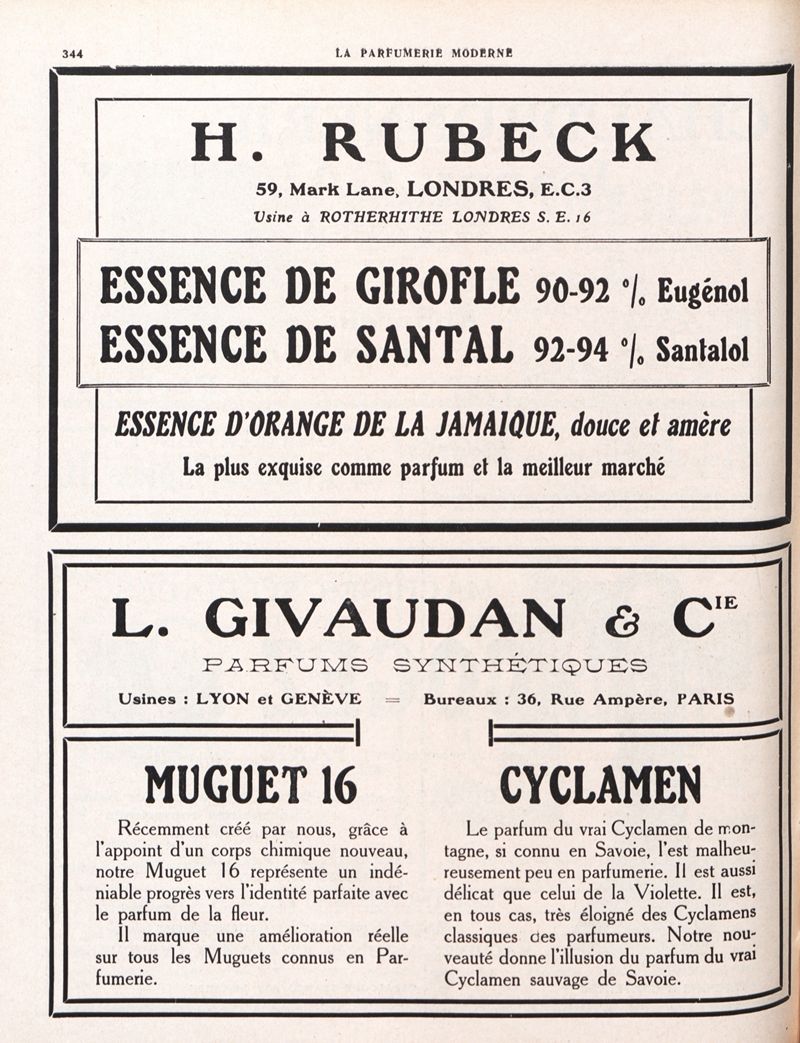 344
LA PARFUMERIE MODERNE
H. RUBECK
59, Mark Lane, LONDRES, E.C.3
Usine à ROTHERHITHE LONDRES S. E. 16
ESSENCE DE GIROFLE 90-92 % Eugénol
ESSENCE DE SANTAL 92-94 % Santalol
ESSENCE D'ORANGE DE LA JAMAIQUE, douce et amère
La plus exquise comme parfum et la meilleur marché
L. GIVAUDAN & CIE
PARFUMS SYNTHÉTIQUES
Usines : LYON et GENÈVE = Bureaux : 36, Rue Ampère, PARIS
MUGUET 16
Récemment créé par nous, grâce à
l'appoint d'un corps chimique nouveau,
notre Muguet 16 représente un indé-
niable progrès vers l'identité parfaite avec
le parfum de la fleur.
Il marque une amélioration réelle
sur tous les Muguets connus en Par-
fumerie.
CYCLAMEN
Le parfum du vrai Cyclamen de mon-
tagne, si connu en Savoie, l'est malheu-
reusement peu en parfumerie. Il est aussi
délicat que celui de la Violette. Il est,
en tous cas, très éloigné des Cyclamens
classiques des parfumeurs. Notre nou-
veauté donne l'illusion du parfum du vrai
Cyclamen sauvage de Savoie.